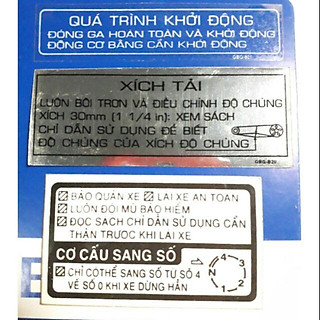 QUÁ TRÌNH KHỞI ĐỘNG
ĐÓNG GA HOÀN TOÀN VÀ KHỞI ĐỘNG
ĐỘNG CƠ BẰNG CẦN KHỞI ĐỘNG
XÍCH TẢI
LUÔN BÔI TRƠN VÀ ĐIỀU CHỈNH ĐỘ CHÙNG
XÍCH 30mm (1 1/4 in): XEM SÁCH
CHỈ DẪN SỬ DỤNG ĐỂ BIẾT
ĐỘ CHÙNG CỦA XÍCH ĐỘ CHÙNG
☑ BẢO QUẢN XE ☑ LÁI XE AN TOÀN
☑ LUÔN ĐỘI MŨ BẢO HIỂM
☑ ĐỌC SÁCH CHỈ DẪN SỬ DỤNG CẨN
THẬN TRƯỚC KHI LÁI XE
CƠ CẤU SANG SỐ
☑ CHỈ CÓTHỂ SANG SỐ TỪ SỐ 4
VỀ SỐ 0 KHI XE DỪNG HẲN
4
3
N
2
1